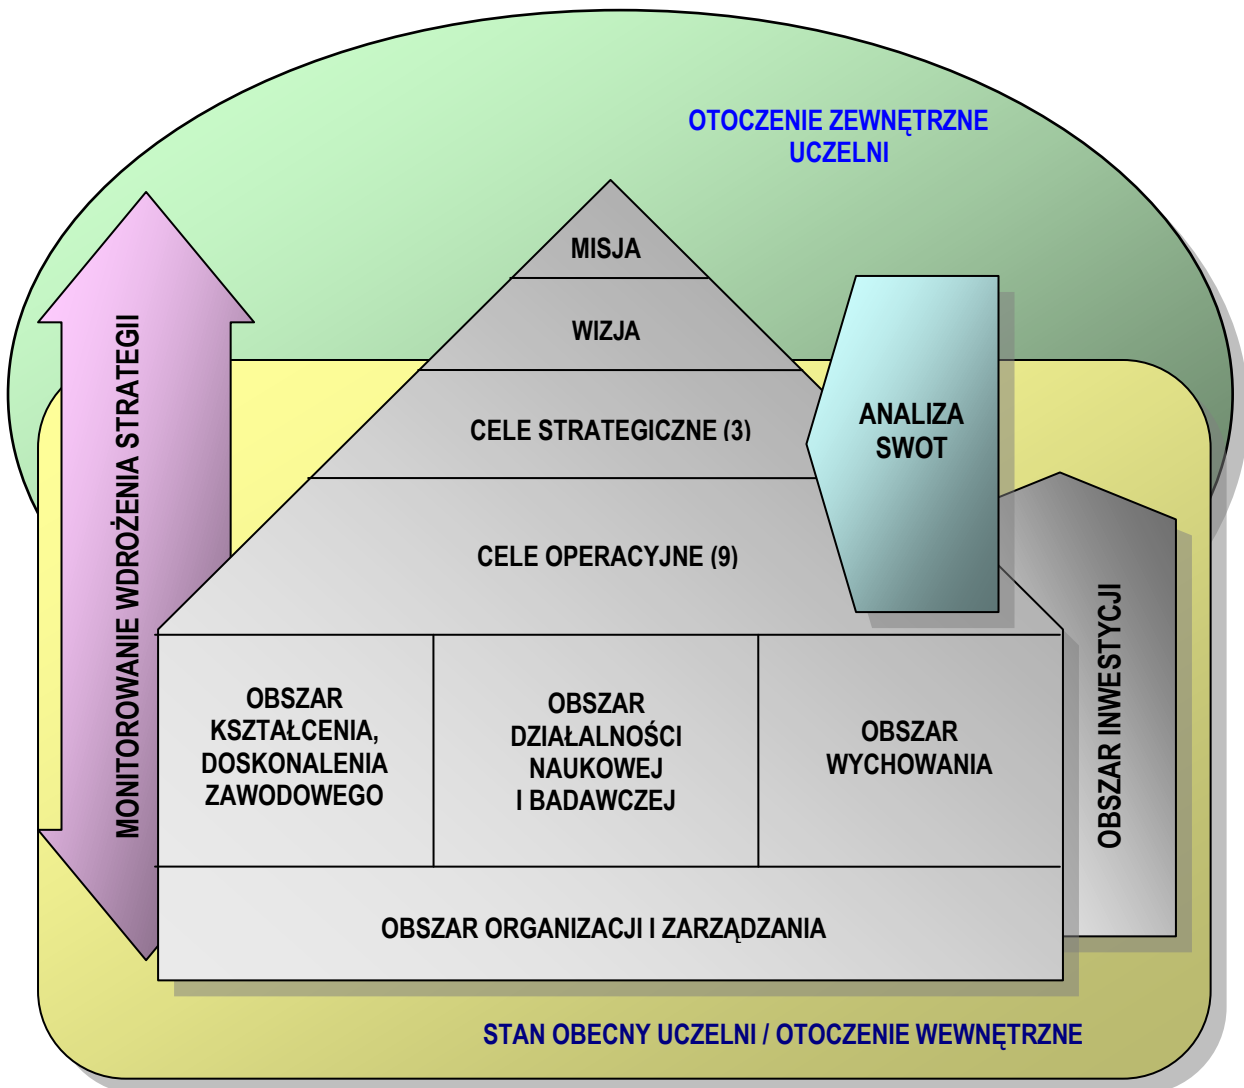 OTOCZENIE ZEWNĘTRZNE
UCZELNI
MISJA
WIZJA
CELE STRATEGICZNE (3)
ANALIZA
SWOT
CELE OPERACYJNE (9)
MONITOROWANIE WDROŻENIA STRATEGII
OBSZAR
KSZTAŁCENIA,
DOSKONALENIA
ZAWODOWEGO
OBSZAR
DZIAŁALNOŚCI
NAUKOWEJ
I BADAWCZEJ
OBSZAR
WYCHOWANIA
OBSZAR INWESTYCJI
OBSZAR ORGANIZACJI I ZARZĄDZANIA
STAN OBECNY UCZELNI / OTOCZENIE WEWNĘTRZNE